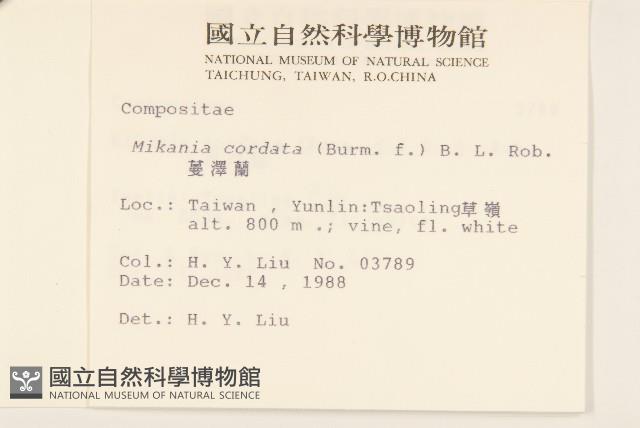 國立自然科學博物館
NATIONAL MUSEUM OF NATURAL SCIENCE
TAICHUNG, TAIWAN, R.O.CHINA
Compositae
Mikania cordata (Burm. f.) B. L. Rob.
蔓澤蘭
Loc.: Taiwan , Yunlin:Tsaoling草嶺
alt. 800 m .; vine, fl. white
Col.: H. Y. Liu No. 03789
Date: Dec. 14 , 1988
Det.: H. Y. Liu
國立自然科學博物館
NATIONAL MUSEUM OF NATURAL SCIENCE